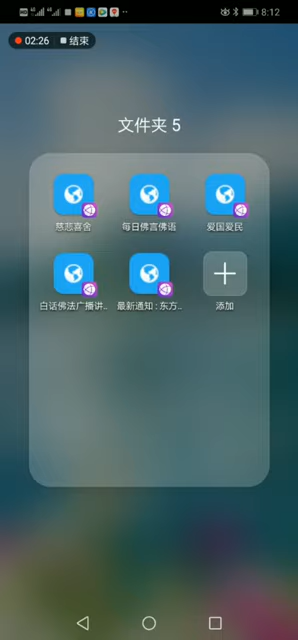 8:12
02:26 结束
文件夹 5
慈悲喜舍
每日佛言佛语
爱国爱民
白话佛法广播讲..
最新通知 : 东方..
添加